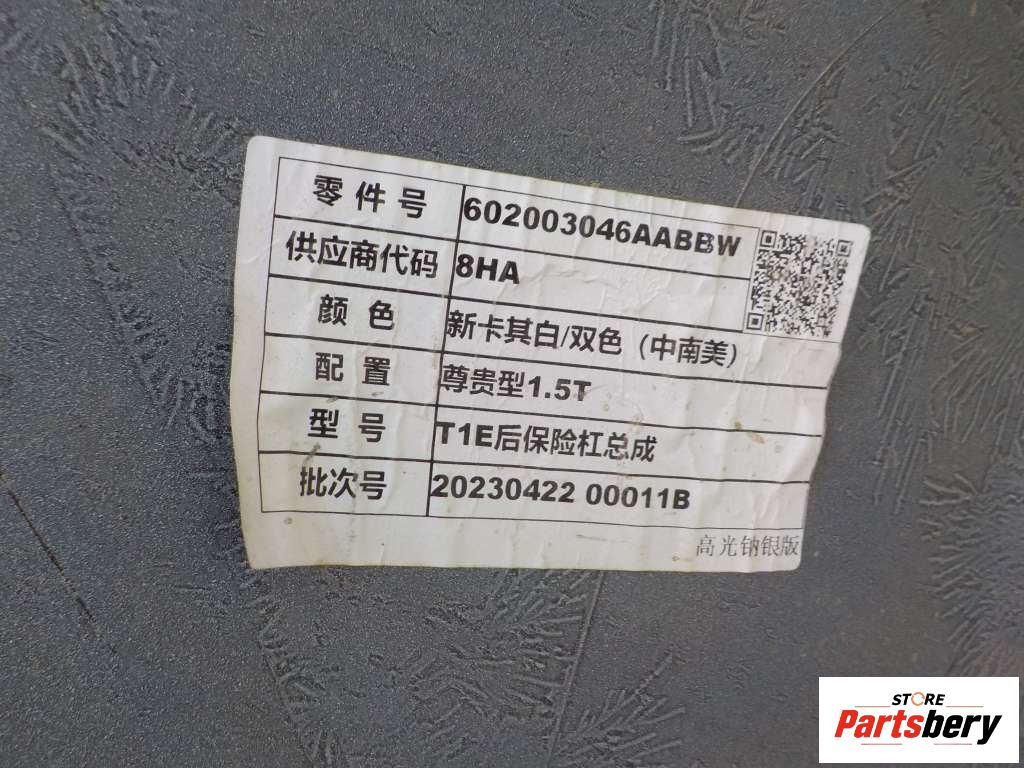 零件号 602003046AABBW
供应商代码 8HA
颜色 新卡其白/双色（中南美）
配置 尊贵型1.5T
型号 T1E后保险杠总成
批次号 20230422 00011B
高光钠银版
STORE
Partsbery